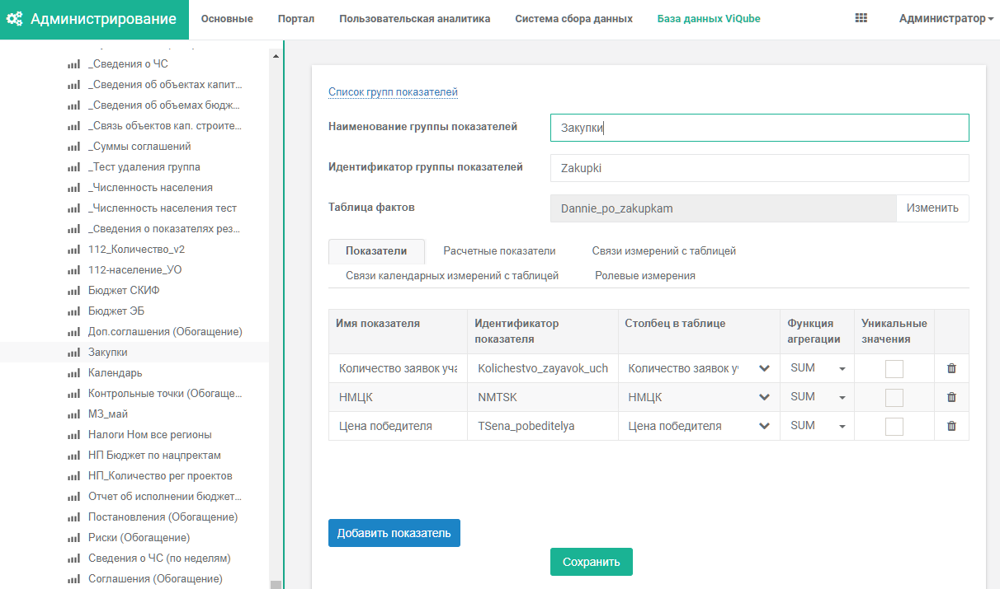 Администрирование
Основные
Портал
Пользовательская аналитика
Система сбора данных
База данных ViQube
Администратор
_Сведения о ЧС
_Сведения об объектах капит...
_Сведения об объемах бюдж...
_Связь объектов кап. строите...
_Суммы соглашений
_Тест удаления группа
_Численность населения
_Численность населения тест
_Сведения о показателях рез...
112_Количество_v2
112-население_УО
Бюджет СКИФ
Бюджет ЭБ
Доп.соглашения (Обогащение)
Закупки
Календарь
Контрольные точки (Обогаще...
МЗ_май
Налоги Ном все регионы
НП Бюджет по нацпректам
НП_Количество рег проектов
Отчет об исполнении бюджет...
Постановления (Обогащение)
Риски (Обогащение)
Сведения о ЧС (по неделям)
Соглашения (Обогащение)
Список групп показателей
Наименование группы показателей
Закупки
Идентификатор группы показателей
Zakupki
Таблица фактов
Dannie_po_zakupkam
Изменить
Показатели
Расчетные показатели
Связи измерений с таблицей
Связи календарных измерений с таблицей
Ролевые измерения
Имя показателя
Идентификатор
показателя
Столбец в таблице
Функция
агрегации
Уникальные
значения
Количество заявок уча
Kolichestvo_zayavok_uch
Количество заявок уч
SUM
НМЦК
NMTSK
НМЦК
SUM
Цена победителя
TSena_pobeditelya
Цена победителя
SUM
Добавить показатель
Сохранить